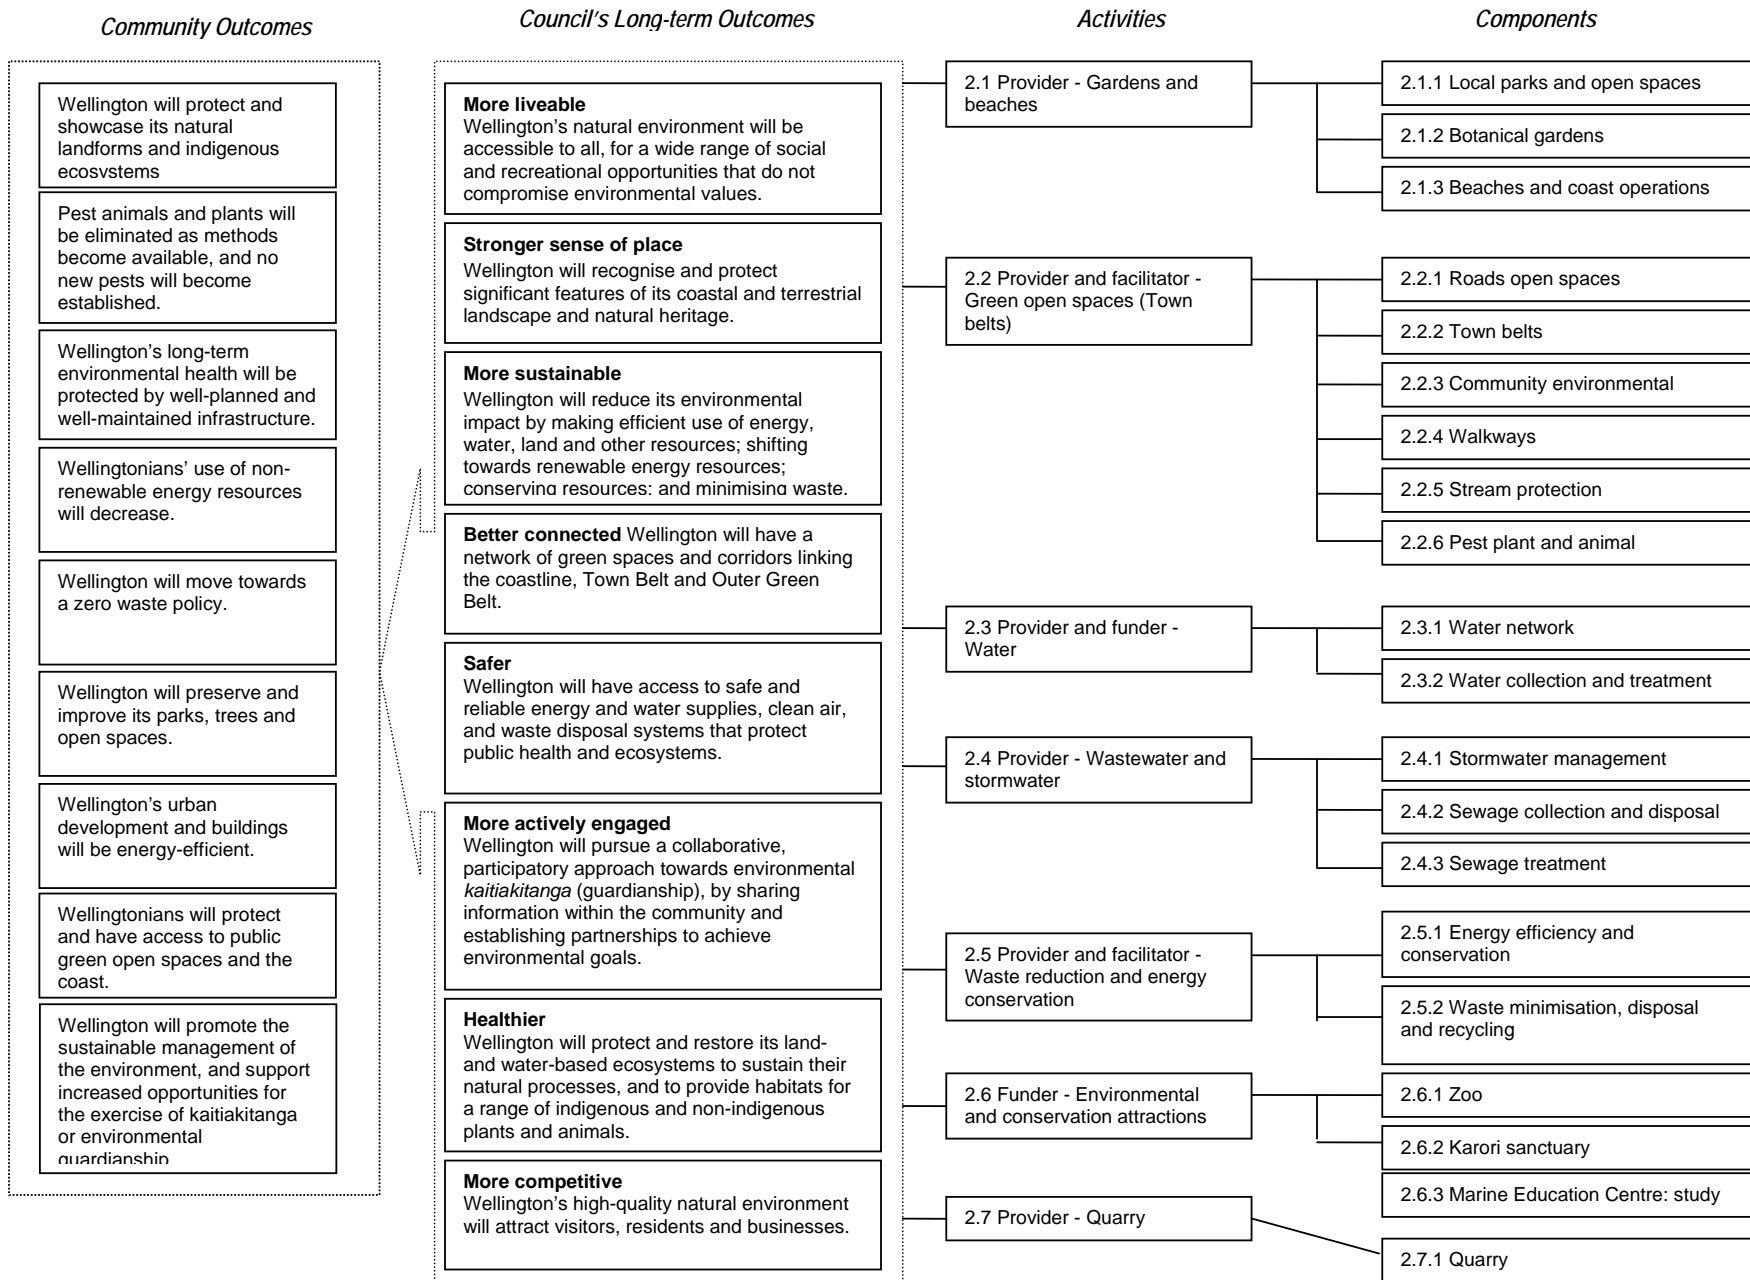 Community Outcomes
Council's Long-term Outcomes
Activities
Components
Wellington will protect and
showcase its natural
landforms and indigenous
ecosystems
Pest animals and plants will
be eliminated as methods
become available, and no
new pests will become
established.
Wellington's long-term
environmental health will be
protected by well-planned and
well-maintained infrastructure.
Wellingtonians' use of non-
renewable energy resources
will decrease.
Wellington will move towards
a zero waste policy.
Wellington will preserve and
improve its parks, trees and
open spaces.
Wellington's urban
development and buildings
will be energy-efficient.
Wellingtonians will protect
and have access to public
green open spaces and the
coast.
Wellington will promote the
sustainable management of
the environment, and support
increased opportunities for
the exercise of kaitiakitanga
or environmental
guardianship
More liveable
Wellington's natural environment will be
accessible to all, for a wide range of social
and recreational opportunities that do not
compromise environmental values.
Stronger sense of place
Wellington will recognise and protect
significant features of its coastal and terrestrial
landscape and natural heritage.
More sustainable
Wellington will reduce its environmental
impact by making efficient use of energy,
water, land and other resources; shifting
towards renewable energy resources;
conserving resources; and minimising waste.
Better connected Wellington will have a
network of green spaces and corridors linking
the coastline, Town Belt and Outer Green
Belt.
Safer
Wellington will have access to safe and
reliable energy and water supplies, clean air,
and waste disposal systems that protect
public health and ecosystems.
More actively engaged
Wellington will pursue a collaborative,
participatory approach towards environmental
kaitiakitanga (guardianship), by sharing
information within the community and
establishing partnerships to achieve
environmental goals.
Healthier
Wellington will protect and restore its land-
and water-based ecosystems to sustain their
natural processes, and to provide habitats for
a range of indigenous and non-indigenous
plants and animals.
More competitive
Wellington's high-quality natural environment
will attract visitors, residents and businesses.
2.1 Provider - Gardens and
beaches
2.2 Provider and facilitator -
Green open spaces (Town
belts)
2.3 Provider and funder -
Water
2.4 Provider - Wastewater and
stormwater
2.5 Provider and facilitator -
Waste reduction and energy
conservation
2.6 Funder - Environmental
and conservation attractions
2.7 Provider - Quarry
2.1.1 Local parks and open spaces
2.1.2 Botanical gardens
2.1.3 Beaches and coast operations
2.2.1 Roads open spaces
2.2.2 Town belts
2.2.3 Community environmental
2.2.4 Walkways
2.2.5 Stream protection
2.2.6 Pest plant and animal
2.3.1 Water network
2.3.2 Water collection and treatment
2.4.1 Stormwater management
2.4.2 Sewage collection and disposal
2.4.3 Sewage treatment
2.5.1 Energy efficiency and
conservation
2.5.2 Waste minimisation, disposal
and recycling
2.6.1 Zoo
2.6.2 Karori sanctuary
2.6.3 Marine Education Centre: study
2.7.1 Quarry